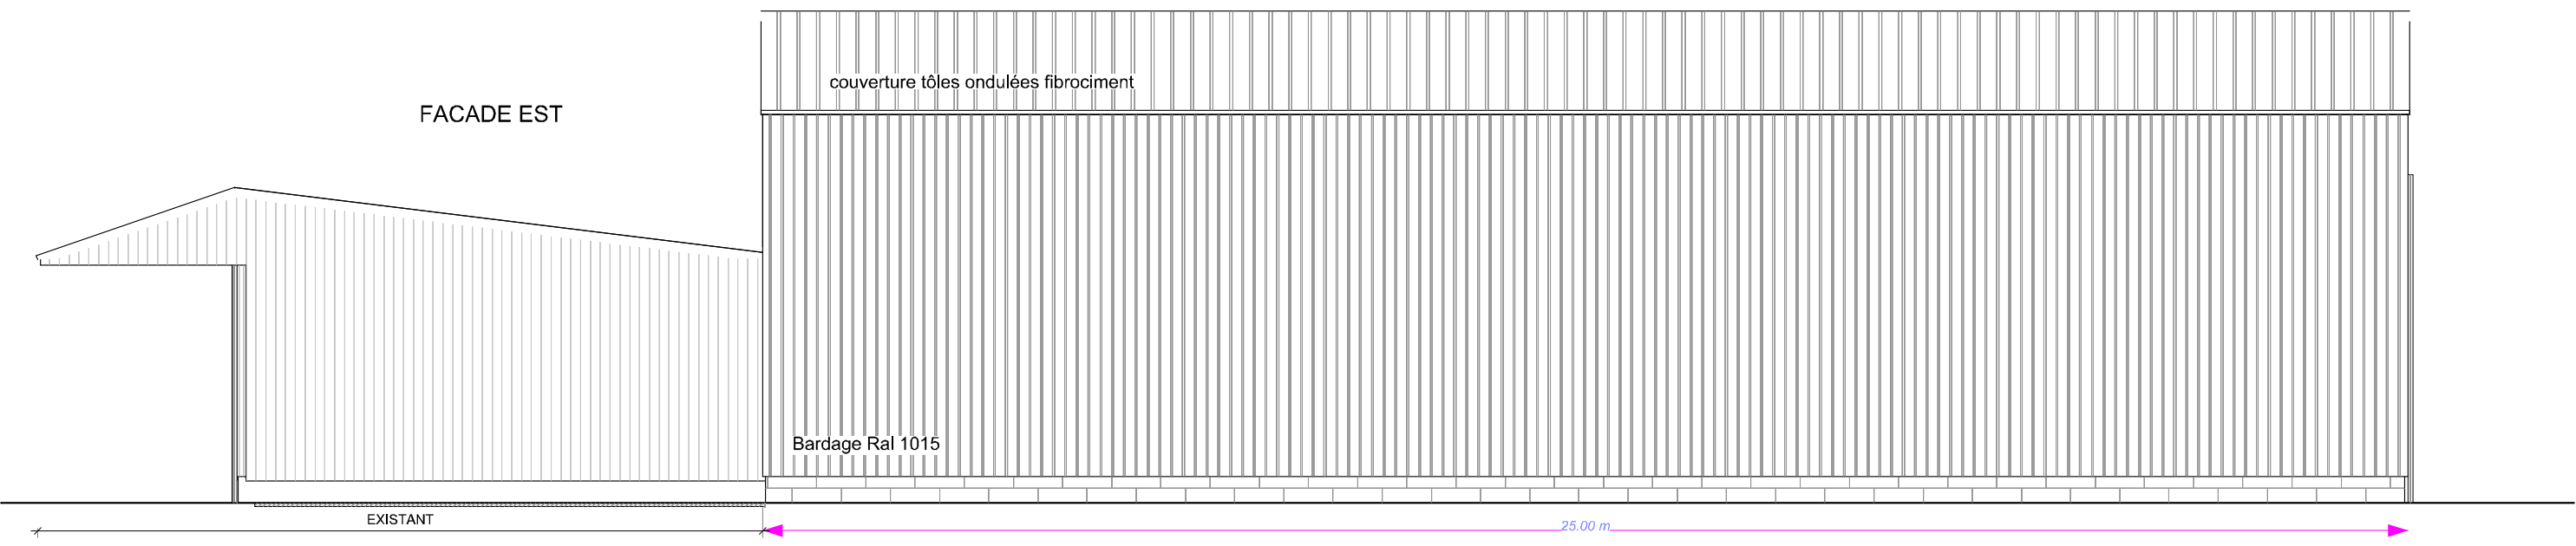 couverture tôles ondulées fibrociment
FACADE EST
Bardage Ral 1015
EXISTANT
25.00 m